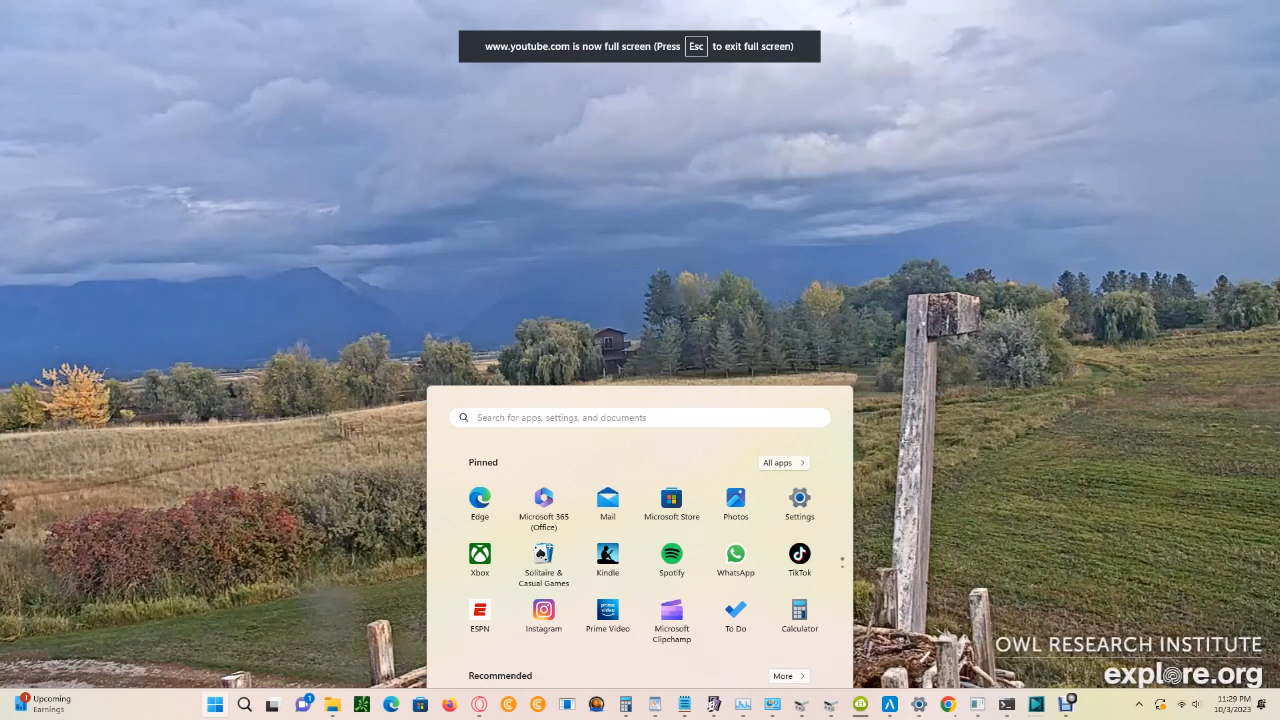 www.youtube.com is now full screen (Press Esc to exit full screen)
Search for apps, settings, and documents
Pinned
All apps
Edge
Microsoft 365
(Office)
Mail
Microsoft Store
Photos
Settings
Xbox
Solitaire &
Casual Games
Kindle
Spotify
WhatsApp
TikTok
ESPN
Instagram
prime video
Prime Video
Microsoft
Clipchamp
To Do
Calculator
Recommended
More
OWL RESEARCH INSTITUTE
explore.org
1
Upcoming
Earnings
1
11:29 PM
10/3/2023